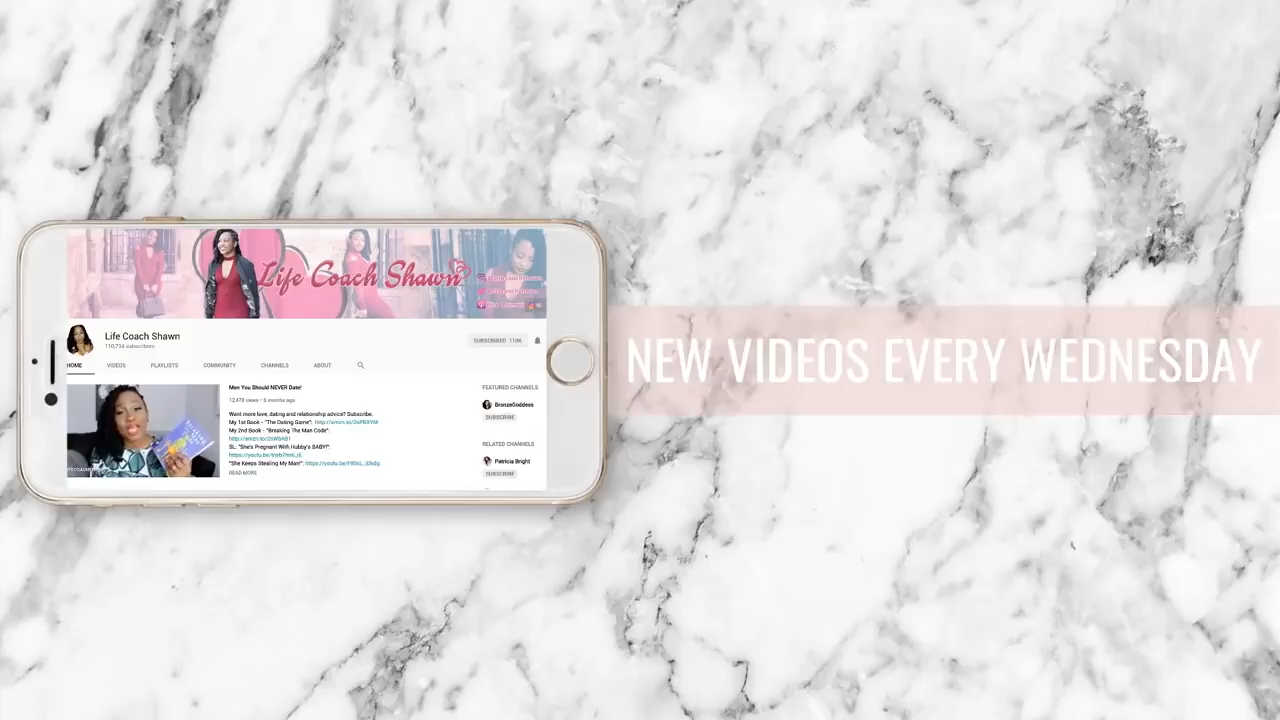 Life Coach Shawn
Life Coach Shawn
110,734 subscribers
SUBSCRIBED 110K
HOME VIDEOS PLAYLISTS COMMUNITY CHANNELS ABOUT
Men You Should NEVER Date!
12,478 views • 5 months ago
Want more love, dating and relationship advice? Subscribe.
My 1st Book - "The Dating Game":
My 2nd Book - "Breaking The Man Code":
SL: "She's Pregnant With Hubby's BABY!":
"She Keeps Stealing My Man!":
READ MORE
FEATURED CHANNELS
BronzeGoddess
SUBSCRIBE
RELATED CHANNELS
Patricia Bright
SUBSCRIBE
NEW VIDEOS EVERY WEDNESDAY